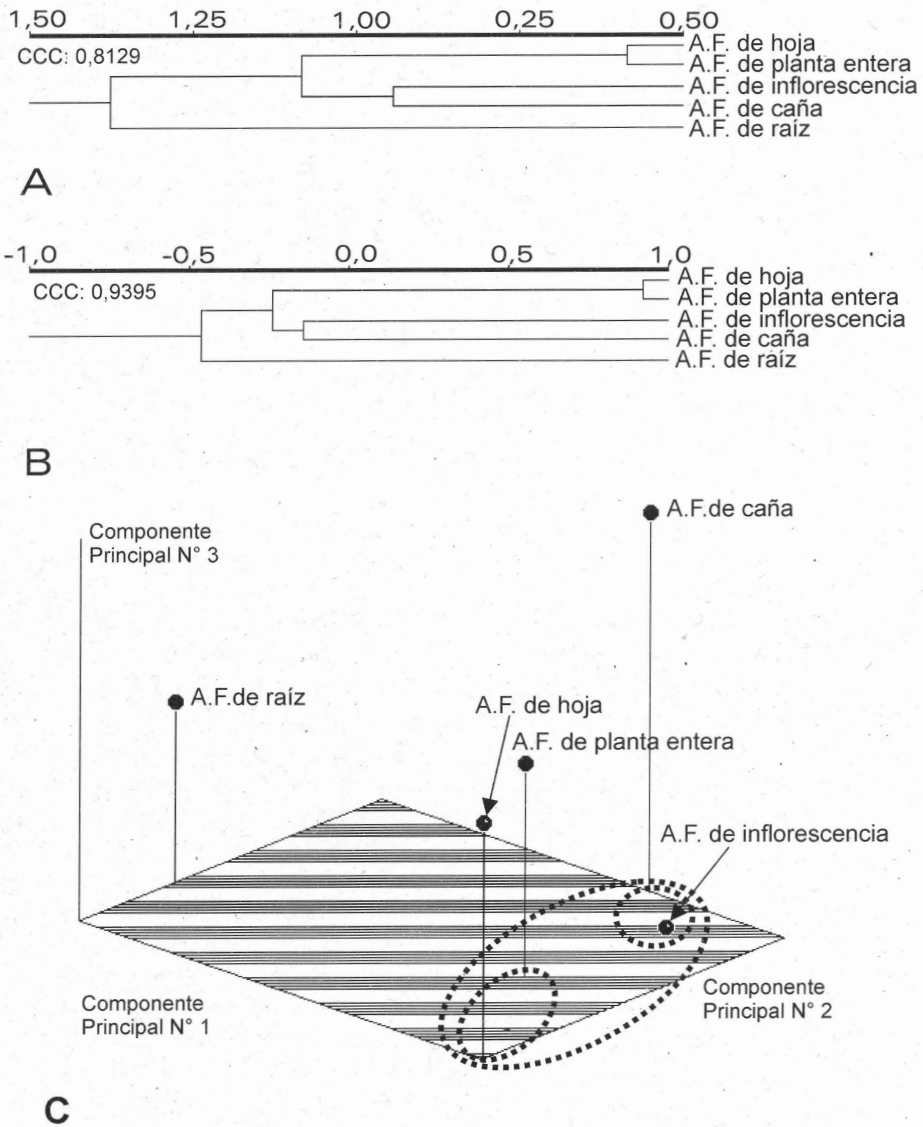 1,50 1,25 1,00 0,25 0,50
CCC: 0,8129
A.F. de hoja
A.F. de planta entera
A.F. de inflorescencia
A.F. de caña
A.F. de raíz
A
-1,0 -0,5 0,0 0,5 1,0
CCC: 0,9395
A.F. de hoja
A.F. de planta entera
A.F. de inflorescencia
A.F. de caña
A.F. de raíz
B
A.F.de caña
Componente
Principal N° 3
A.F.de raíz
A.F. de hoja
A.F. de planta entera
A.F. de inflorescencia
Componente
Principal N° 1
Componente
Principal N° 2
C